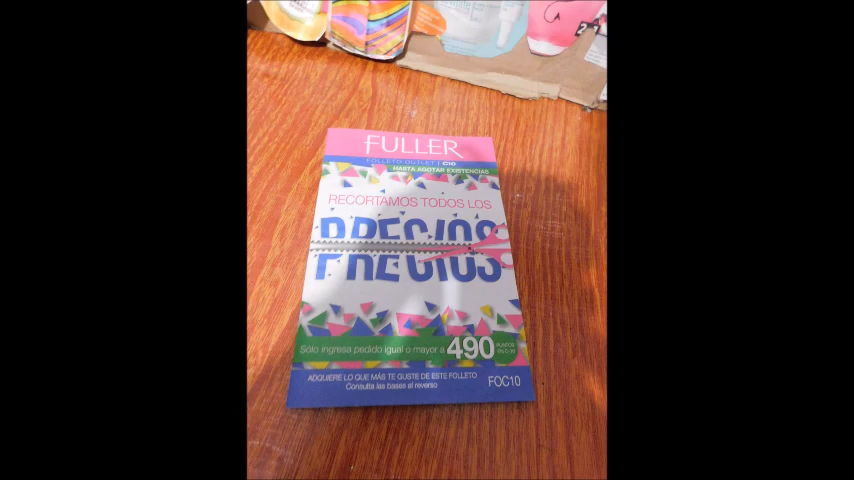 FULLER
FOLLETO OUTLET | C10
HASTA AGOTAR EXISTENCIAS
RECORTAMOS TODOS LOS
PRECIOS
Sólo ingresa pedido igual o mayor a 490 PUNTOS
ADQUIERE LO QUE MÁS TE GUSTE DE ESTE FOLLETO
Consulta las bases al reverso
FOC10